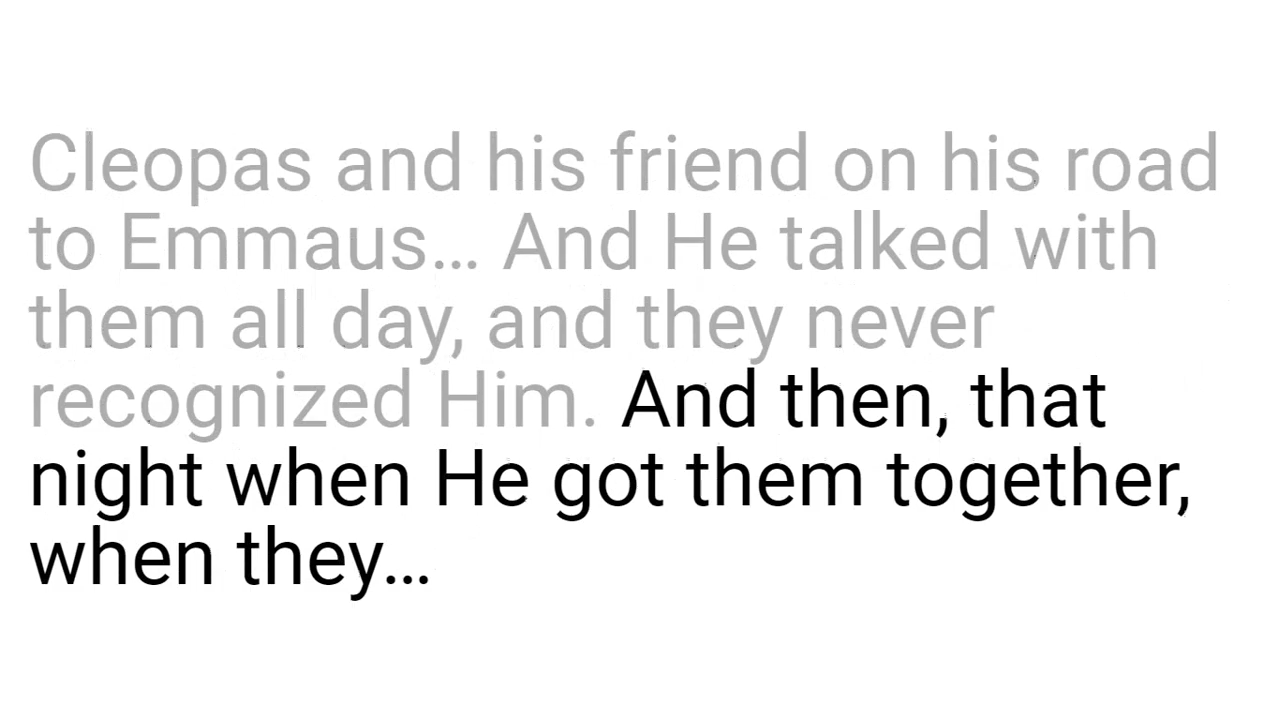 Cleopas and his friend on his road
to Emmaus… And He talked with
them all day, and they never
recognized Him. And then, that
night when He got them together,
when they…